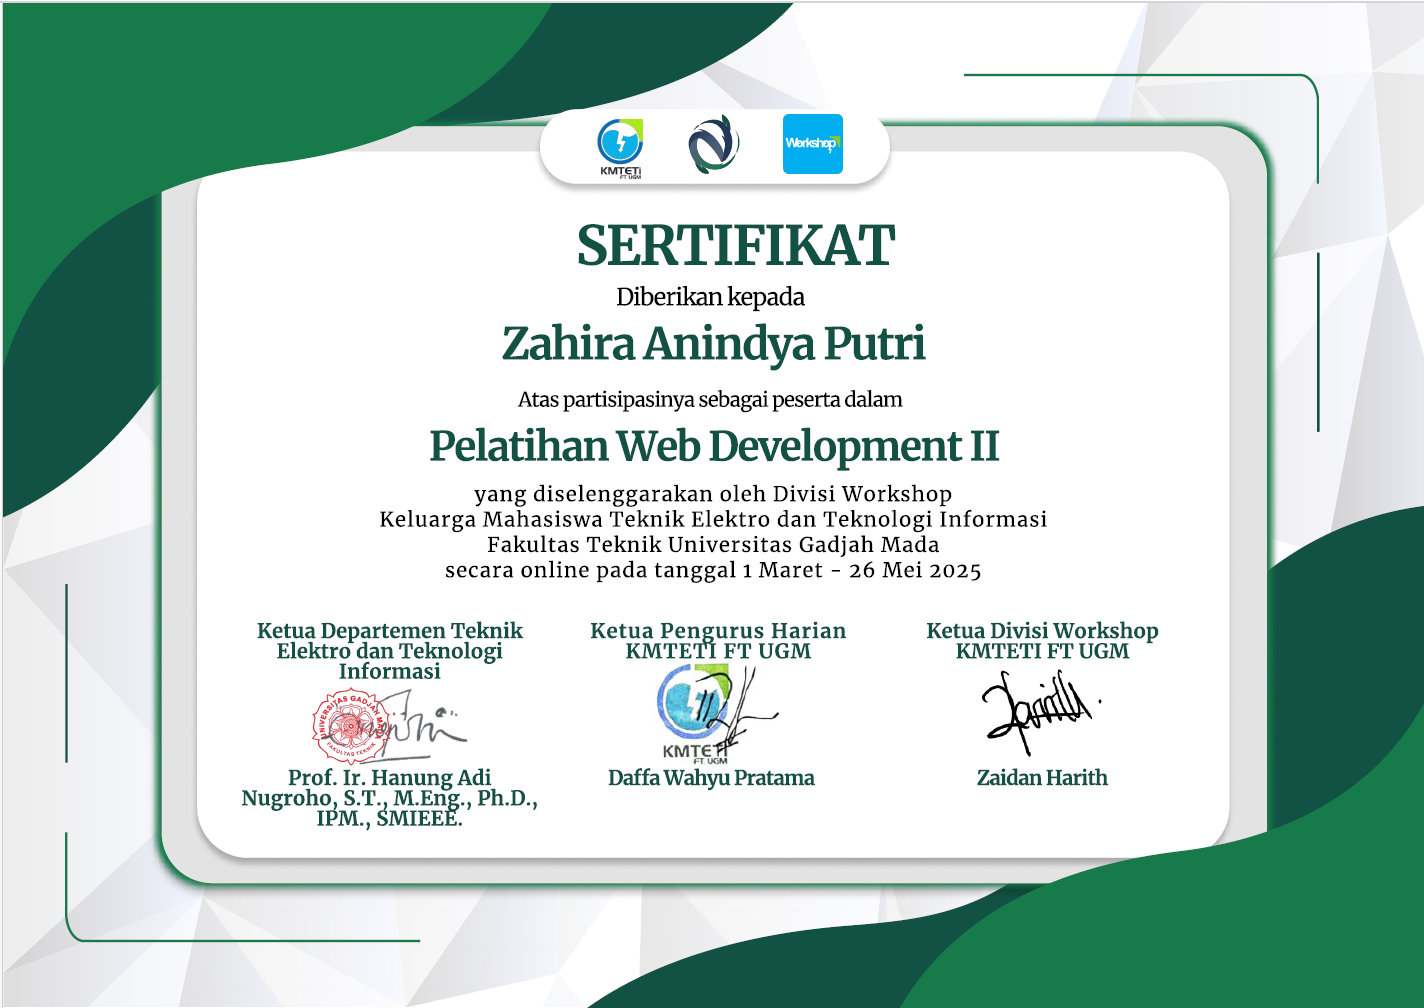 KMTETi
FT UGM
Workshop
SERTIFIKAT
Diberikan kepada
Zahira Anindya Putri
Atas partisipasinya sebagai peserta dalam
Pelatihan Web Development II
yang diselenggarakan oleh Divisi Workshop
Keluarga Mahasiswa Teknik Elektro dan Teknologi Informasi
Fakultas Teknik Universitas Gadjah Mada
secara online pada tanggal 1 Maret - 26 Mei 2025
Ketua Departemen Teknik
Elektro dan Teknologi
Informasi
UNIVERSITAS GADJAH MADA
FAKULTAS TEKNIK
Prof. Ir. Hanung Adi
Nugroho, S.T., M.Eng., Ph.D.,
IPM., SMIEEE.
Ketua Pengurus Harian
KMTETI FT UGM
KMTETi
FT. UGM
Daffa Wahyu Pratama
Ketua Divisi Workshop
KMTETI FT UGM
Zaidan Harith